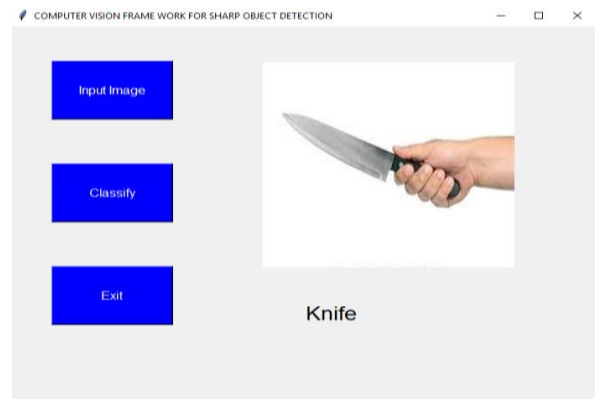 COMPUTER VISION FRAME WORK FOR SHARP OBJECT DETECTION
Input Image
Classify
Exit
Knife